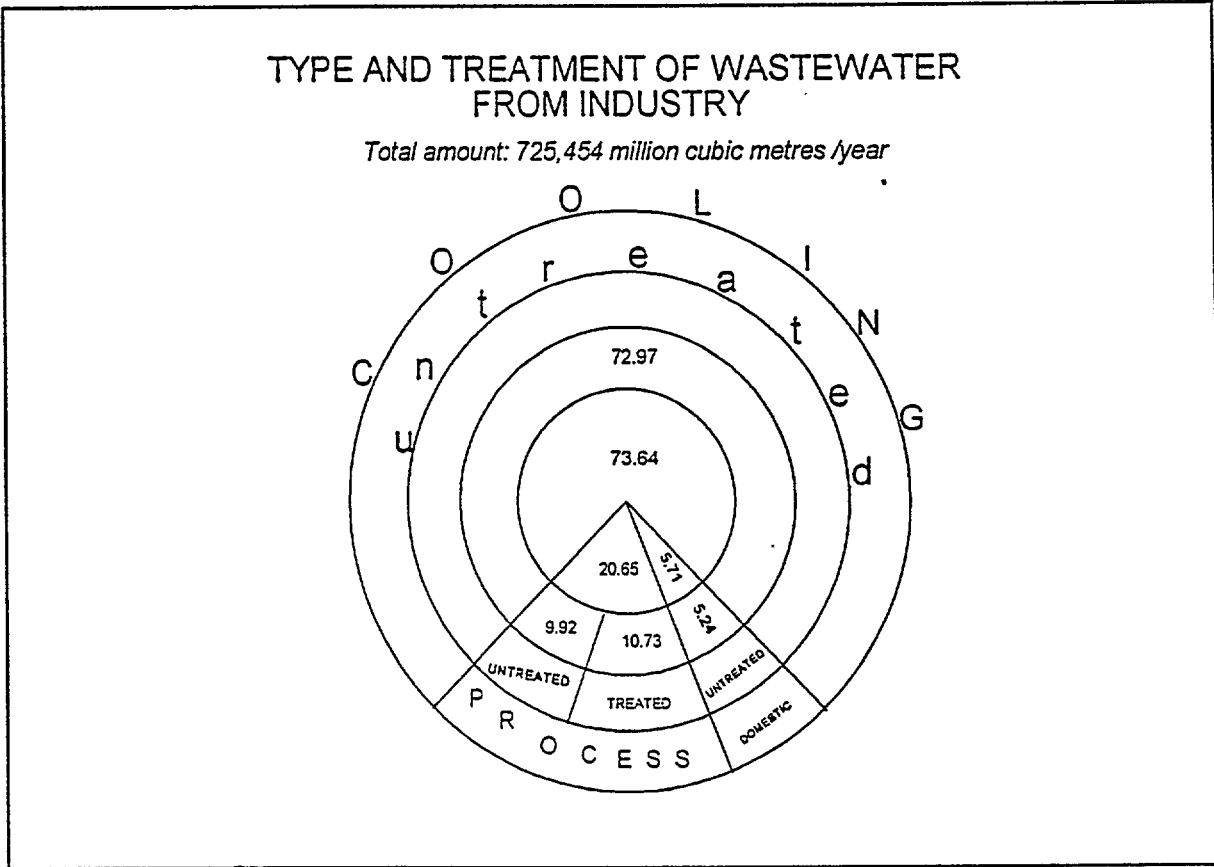 TYPE AND TREATMENT OF WASTEWATER
FROM INDUSTRY
Total amount: 725,454 million cubic metres /year
COOLING
untreated
72.97
73.64
20.65
5.71
9.92
10.73
5.24
UNTREATED
TREATED
UNTREATED
PROCESS
DOMESTIC